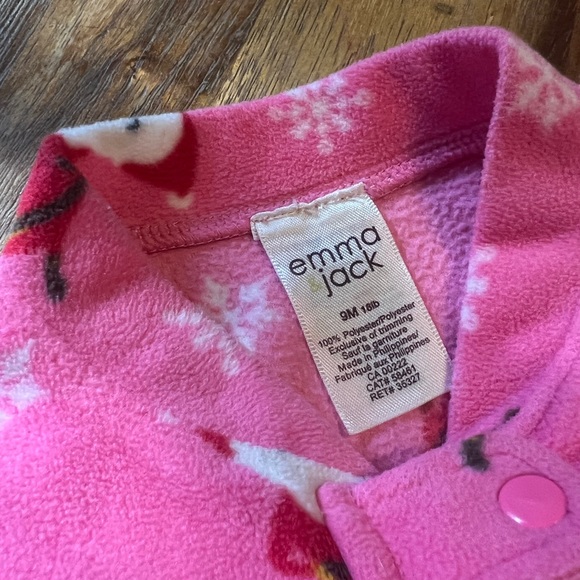 emma
& jack
9M 18lb
100% Polyester/Polyester
Exclusive of trimming
Sauf la garniture
Made in Philippines/
Fabriqué aux Philippines
CA 00222
CAT# 58461
RET# 35327